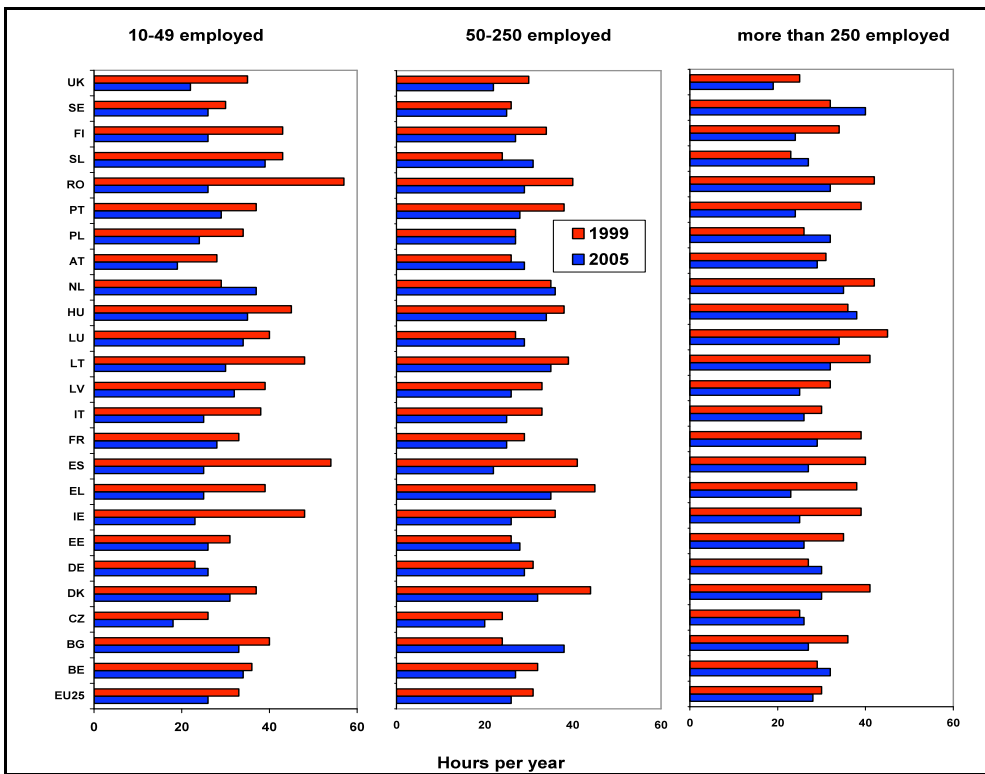 10-49 employed
50-250 employed
more than 250 employed
UK
SE
FI
SL
RO
PT
PL
AT
NL
HU
LU
LT
LV
IT
FR
ES
EL
IE
EE
DE
DK
CZ
BG
BE
EU25
1999
2005
0 20 40 60
0 20 40 60
0 20 40 60
Hours per year